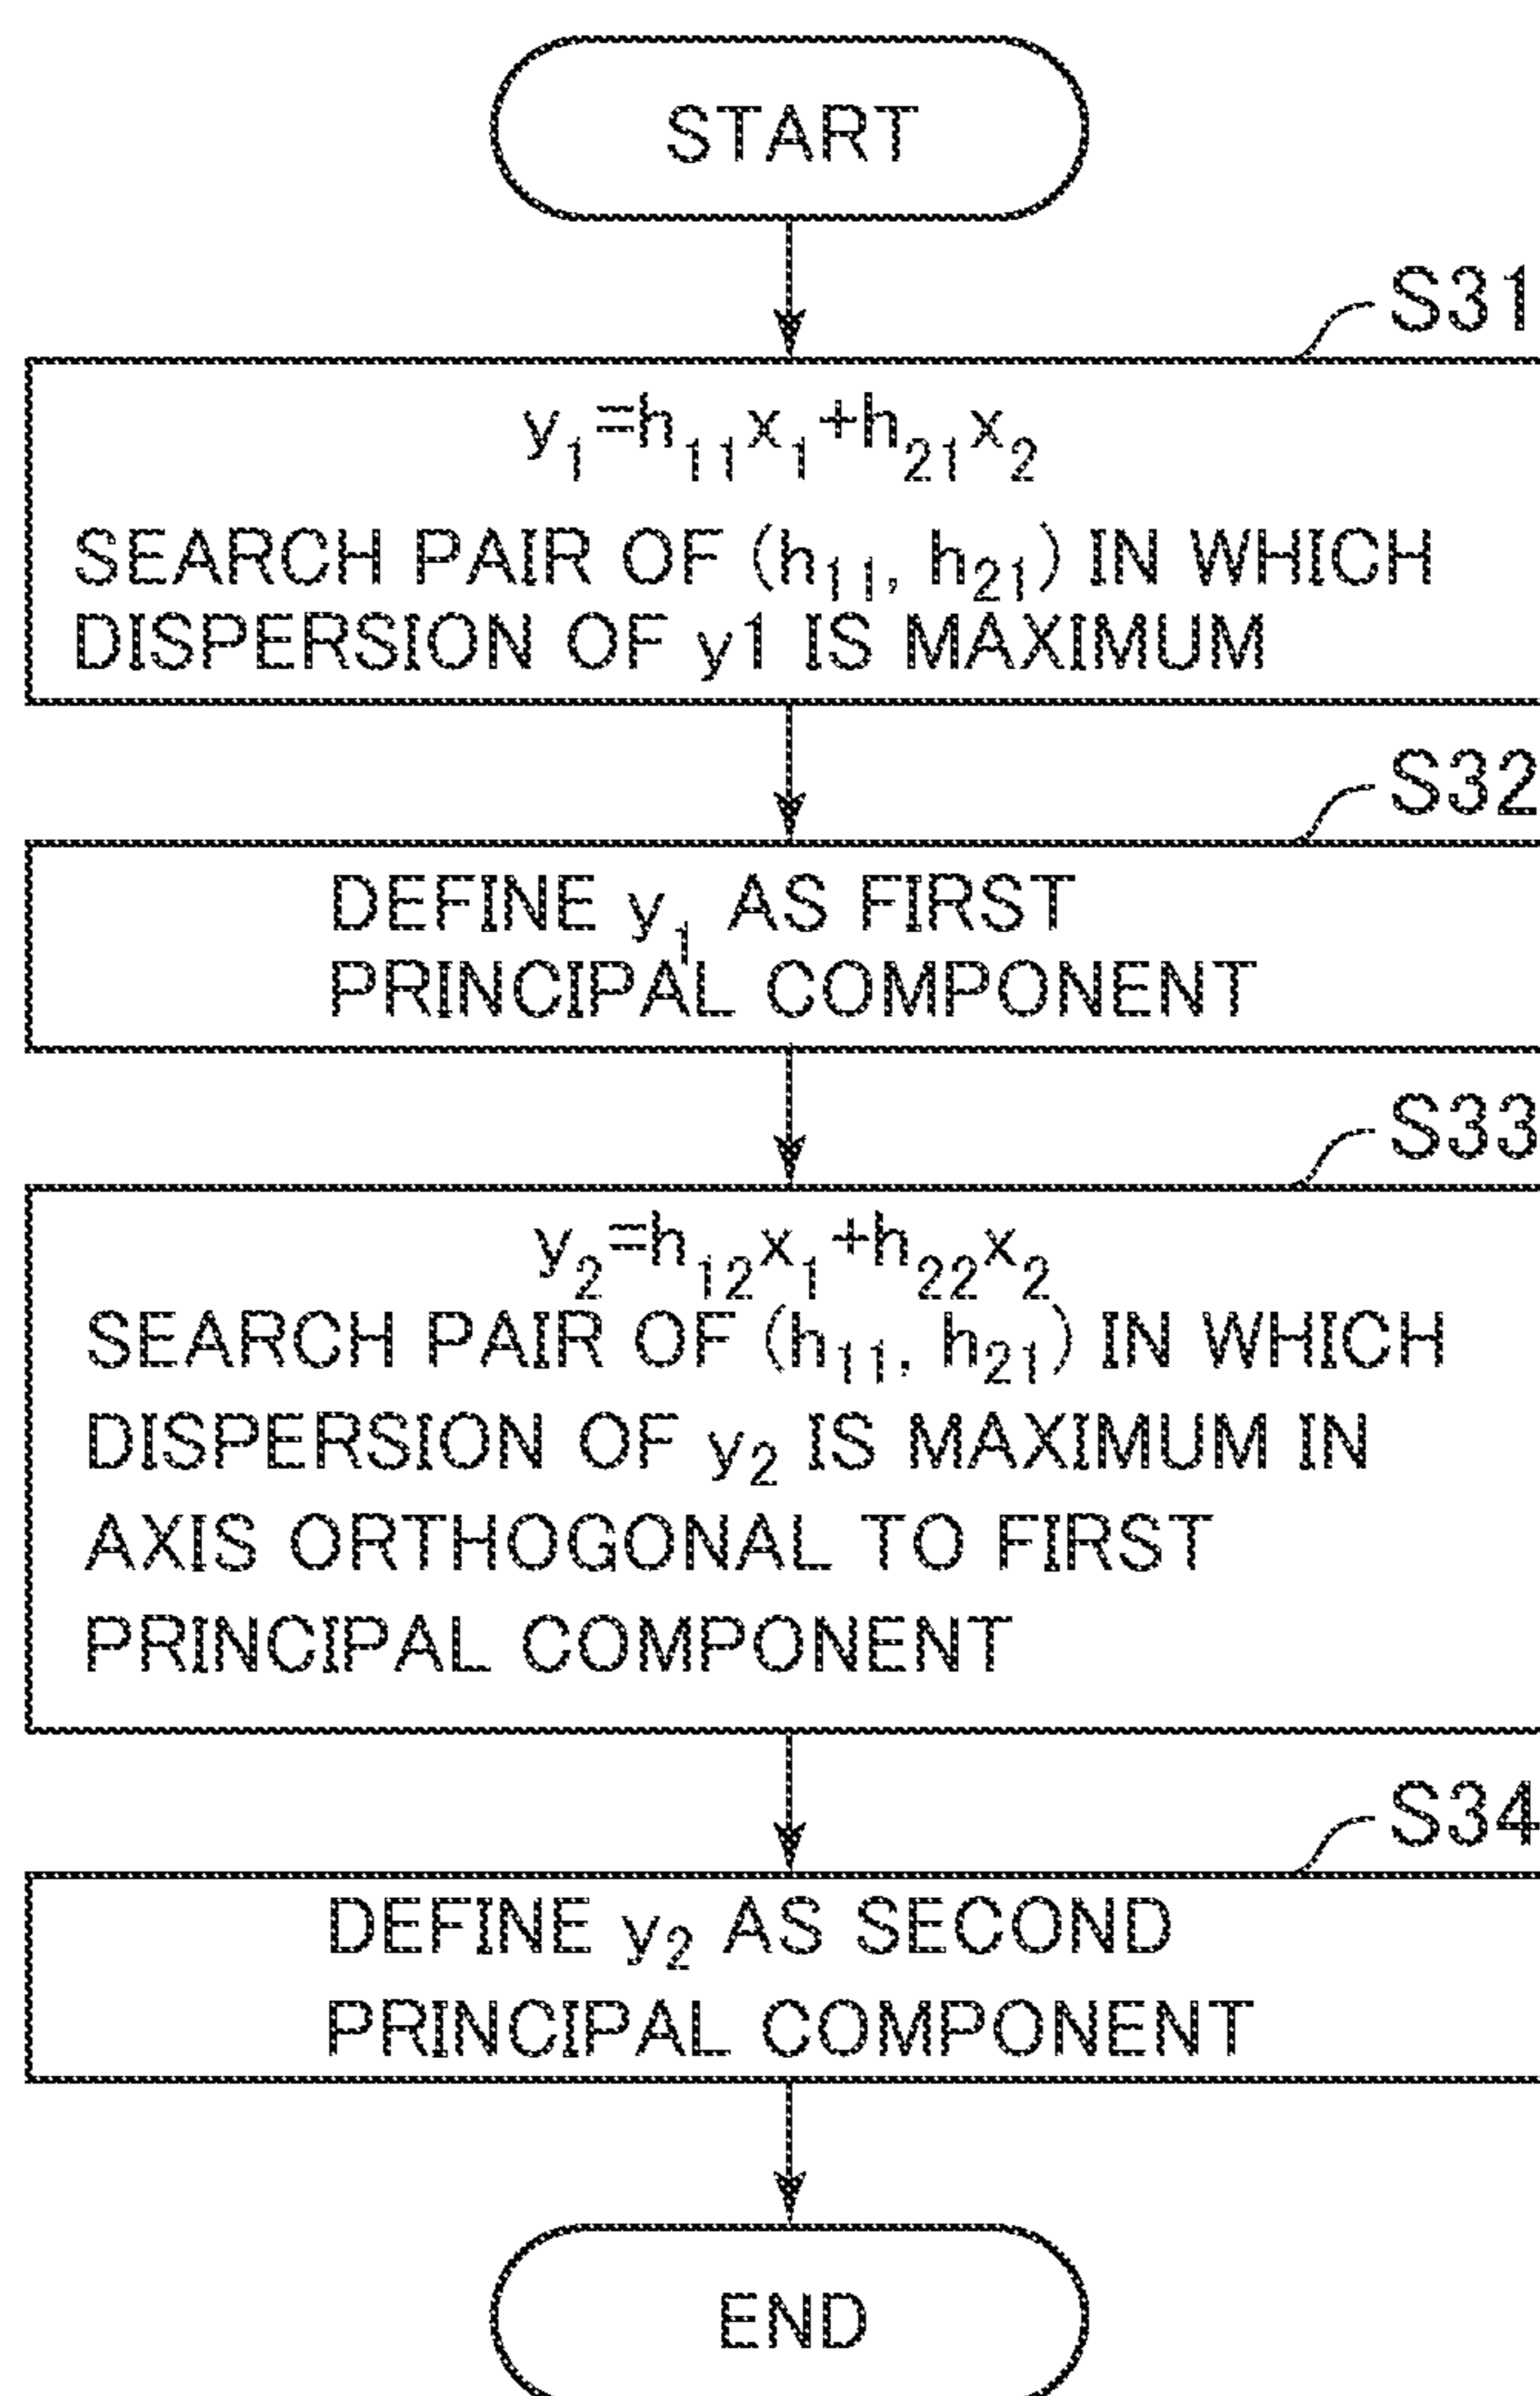 START
S31
y₁=h₁₁x₁+h₂₁x₂
SEARCH PAIR OF (h₁₁, h₂₁) IN WHICH
DISPERSION OF y1 IS MAXIMUM
S32
DEFINE y₁ AS FIRST
PRINCIPAL COMPONENT
S33
y₂=h₁₂x₁+h₂₂x₂
SEARCH PAIR OF (h₁₁, h₂₁) IN WHICH
DISPERSION OF y₂ IS MAXIMUM IN
AXIS ORTHOGONAL TO FIRST
PRINCIPAL COMPONENT
S34
DEFINE y₂ AS SECOND
PRINCIPAL COMPONENT
END